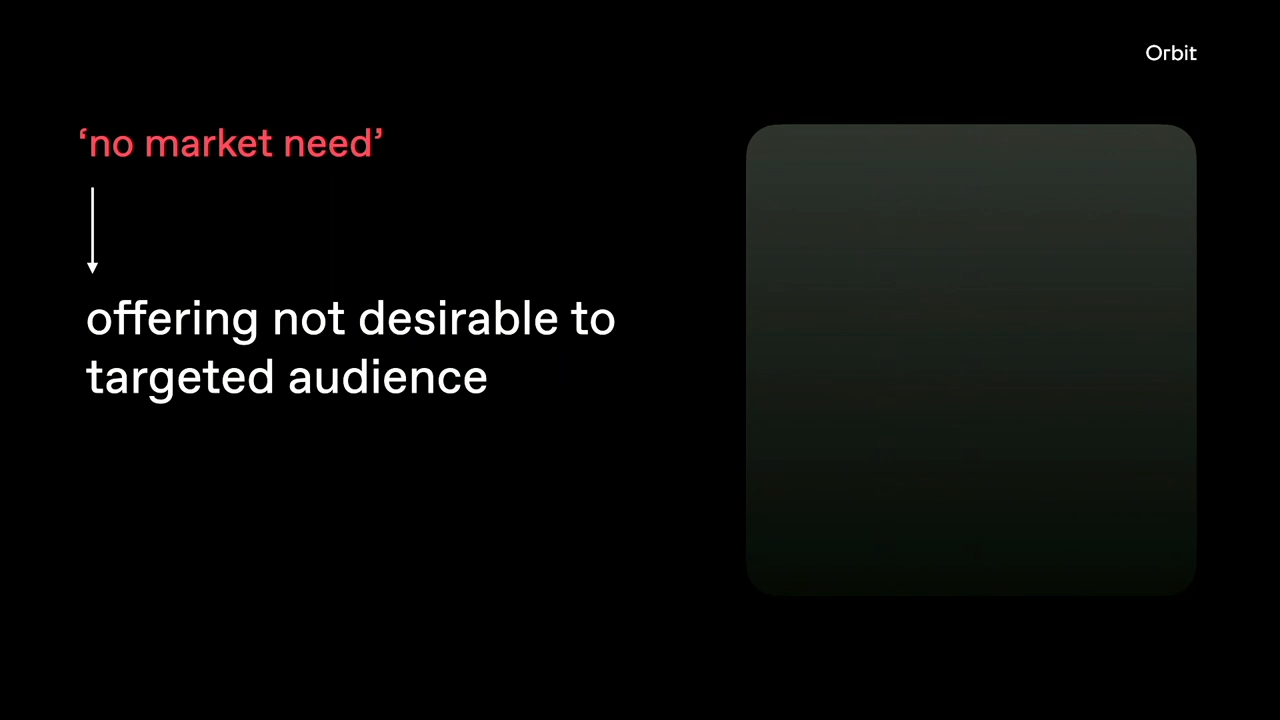 Orbit
‘no market need’
offering not desirable to
targeted audience